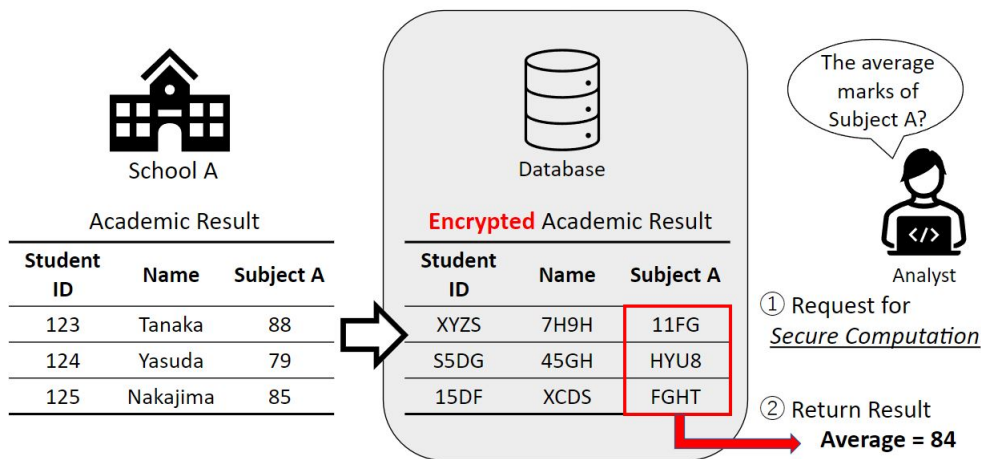 School A
Academic Result
Student ID Name Subject A
123 Tanaka 88
124 Yasuda 79
125 Nakajima 85
Database
Encrypted Academic Result
Student ID Name Subject A
XYZS 7H9H 11FG
S5DG 45GH HYU8
15DF XCDS FGHT
The average
marks of
Subject A?
</>
Analyst
① Request for
Secure Computation
② Return Result
Average = 84